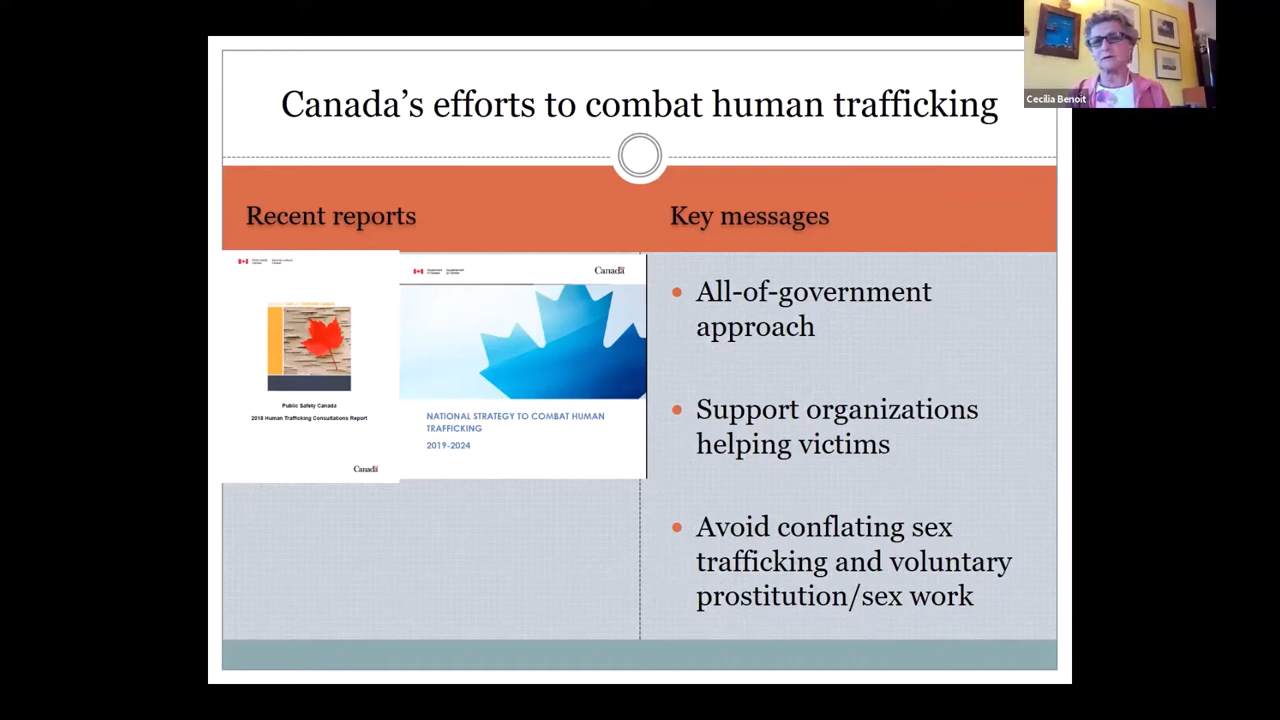 Canada's efforts to combat human trafficking
Cecilia Benoit
Recent reports
Key messages
Public Safety Canada
2018 Human Trafficking Consultations Report
Canada
Canada
NATIONAL STRATEGY TO COMBAT HUMAN
TRAFFICKING
2019-2024
All-of-government
approach
Support organizations
helping victims
Avoid conflating sex
trafficking and voluntary
prostitution/sex work